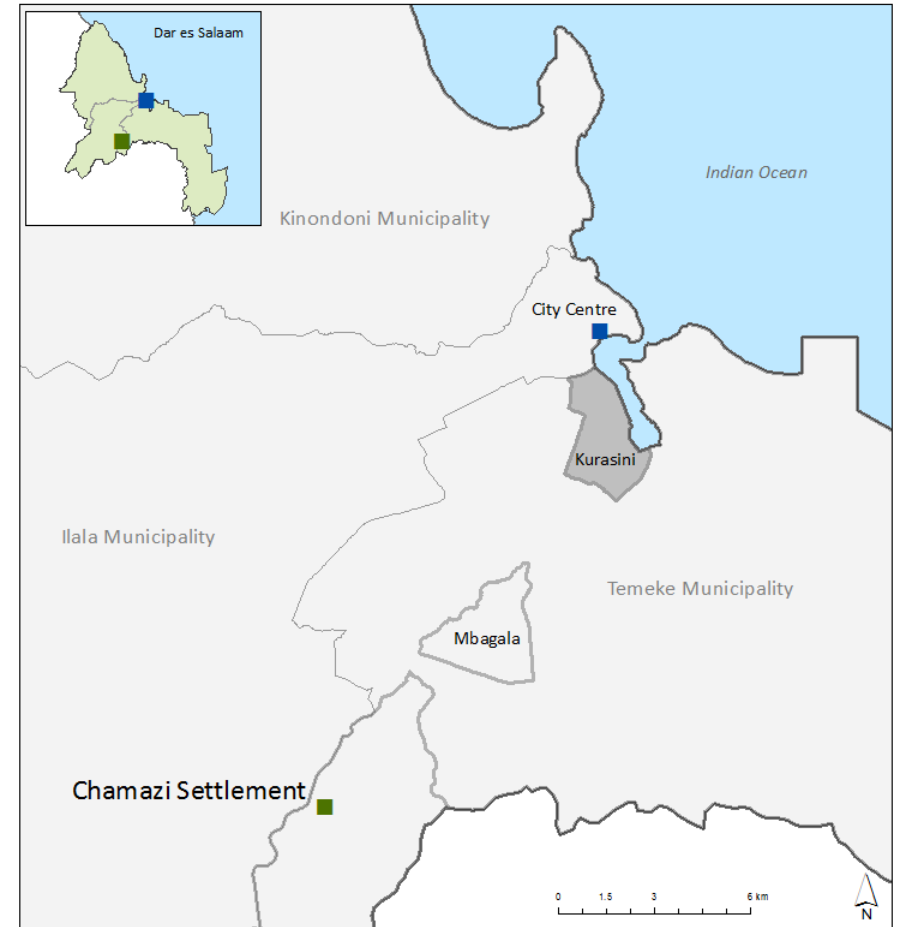 Dar es Salaam
Indian Ocean
Kinondoni Municipality
City Centre
Kurasini
Ilala Municipality
Temeke Municipality
Mbagala
Chamazi Settlement
0 1.5 3 6 km
N